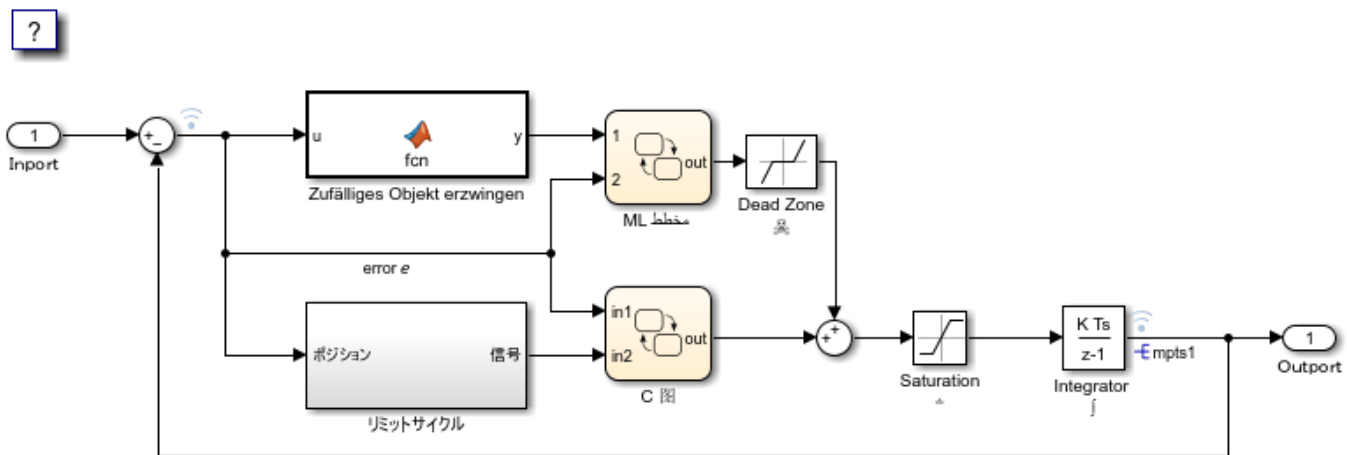 ?
1
Inport
+
−
u
fcn
y
Zufälliges Objekt erzwingen
1
2
out
ML مخطط
Dead Zone
error e
ポジション
信号
リミットサイクル
in1
in2
out
C 图
+
+
Saturation
K Ts
z-1
Integrator
∫
mpts1
1
Outport